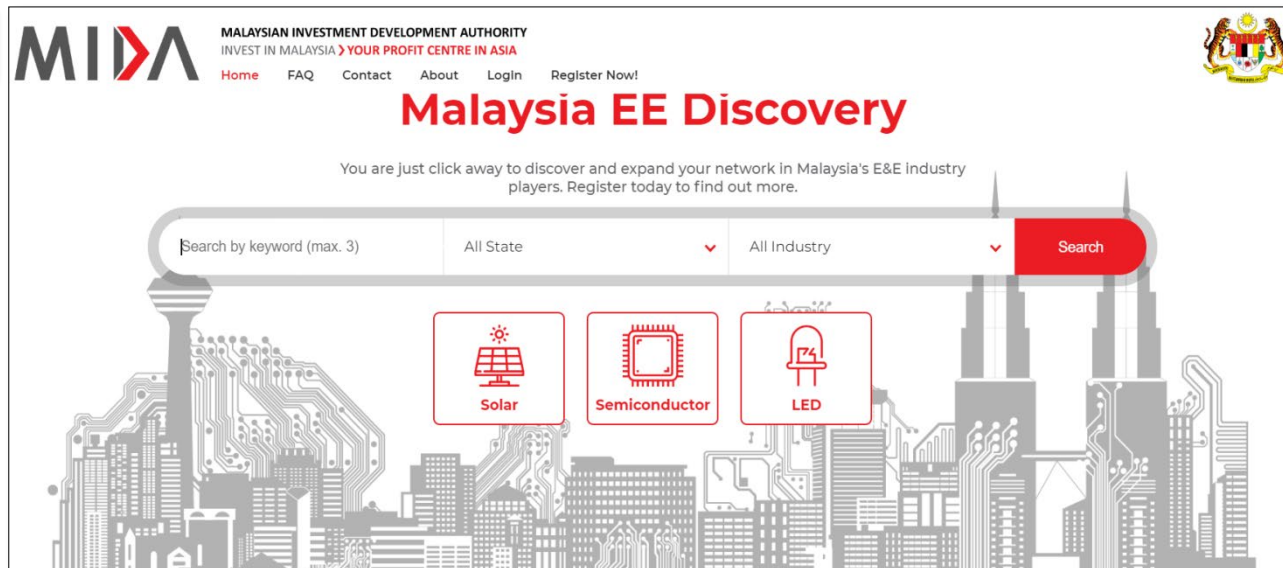 MIDA
MALAYSIAN INVESTMENT DEVELOPMENT AUTHORITY
INVEST IN MALAYSIA YOUR PROFIT CENTRE IN ASIA
Home FAQ Contact About Login Register Now!
Malaysia EE Discovery
You are just click away to discover and expand your network in Malaysia's E&E industry
players. Register today to find out more.
Search by keyword (max. 3) All State All Industry Search
Solar Semiconductor LED